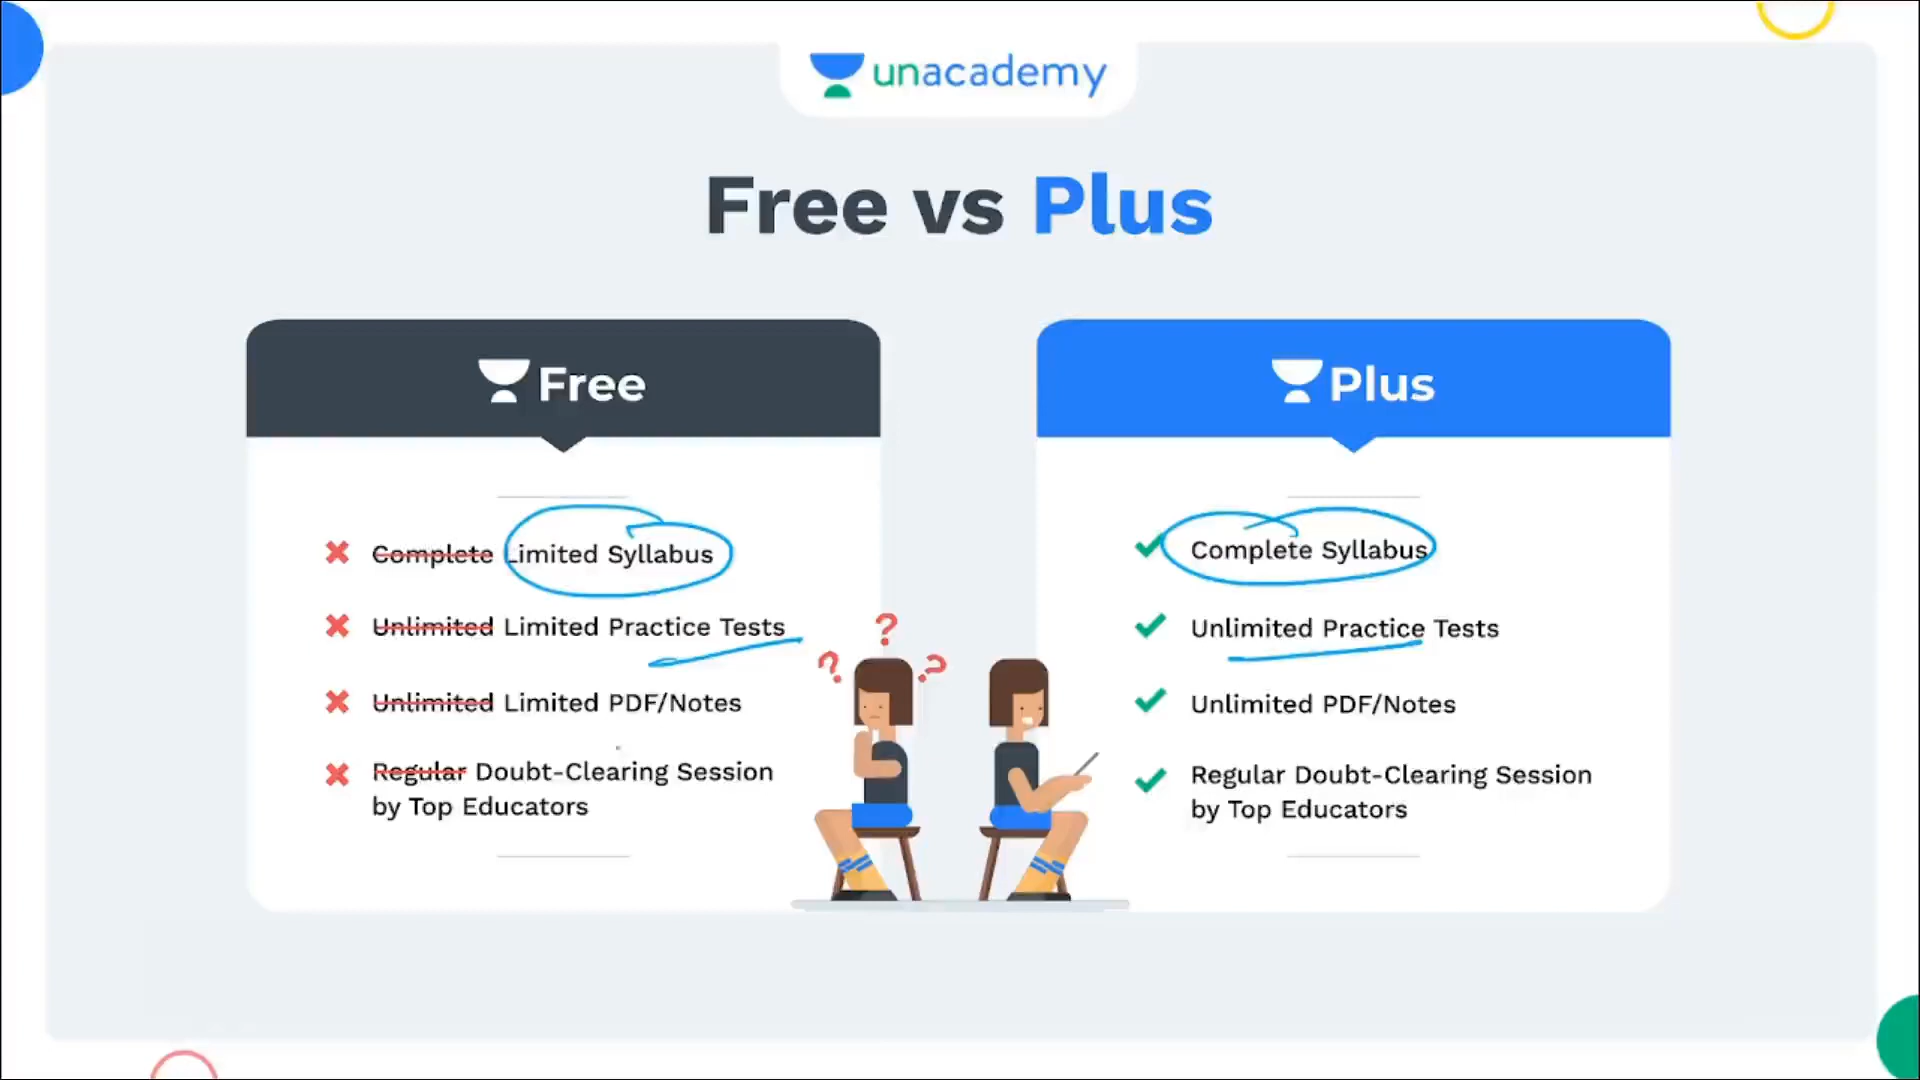 unacademy
Free vs Plus
Free
Complete Limited Syllabus
Unlimited Limited Practice Tests
Unlimited Limited PDF/Notes
Regular Doubt-Clearing Session
by Top Educators
? ? ?
Plus
Complete Syllabus
Unlimited Practice Tests
Unlimited PDF/Notes
Regular Doubt-Clearing Session
by Top Educators